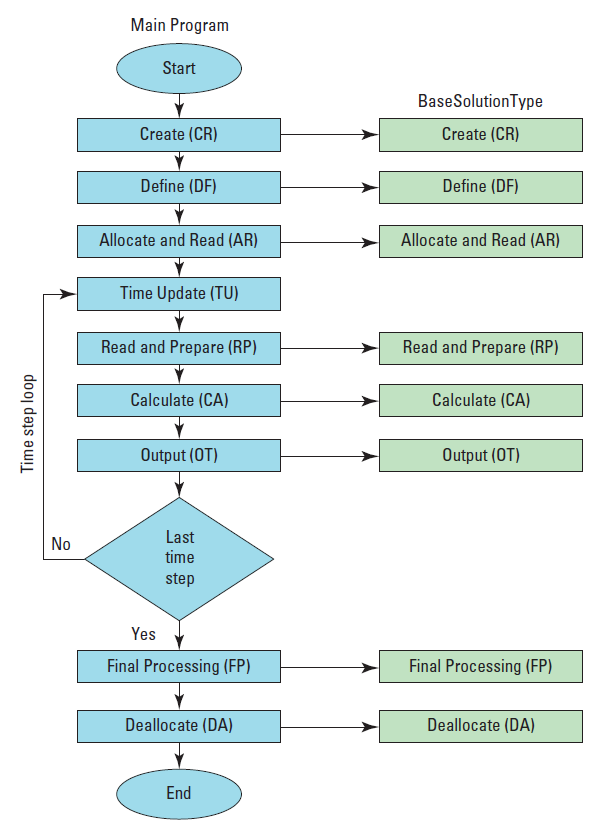 Main Program
Start
BaseSolutionType
Create (CR)
Create (CR)
Define (DF)
Define (DF)
Allocate and Read (AR)
Allocate and Read (AR)
Time Update (TU)
Read and Prepare (RP)
Read and Prepare (RP)
Calculate (CA)
Calculate (CA)
Output (OT)
Output (OT)
Time step loop
Last
time
step
No
Yes
Final Processing (FP)
Final Processing (FP)
Deallocate (DA)
Deallocate (DA)
End